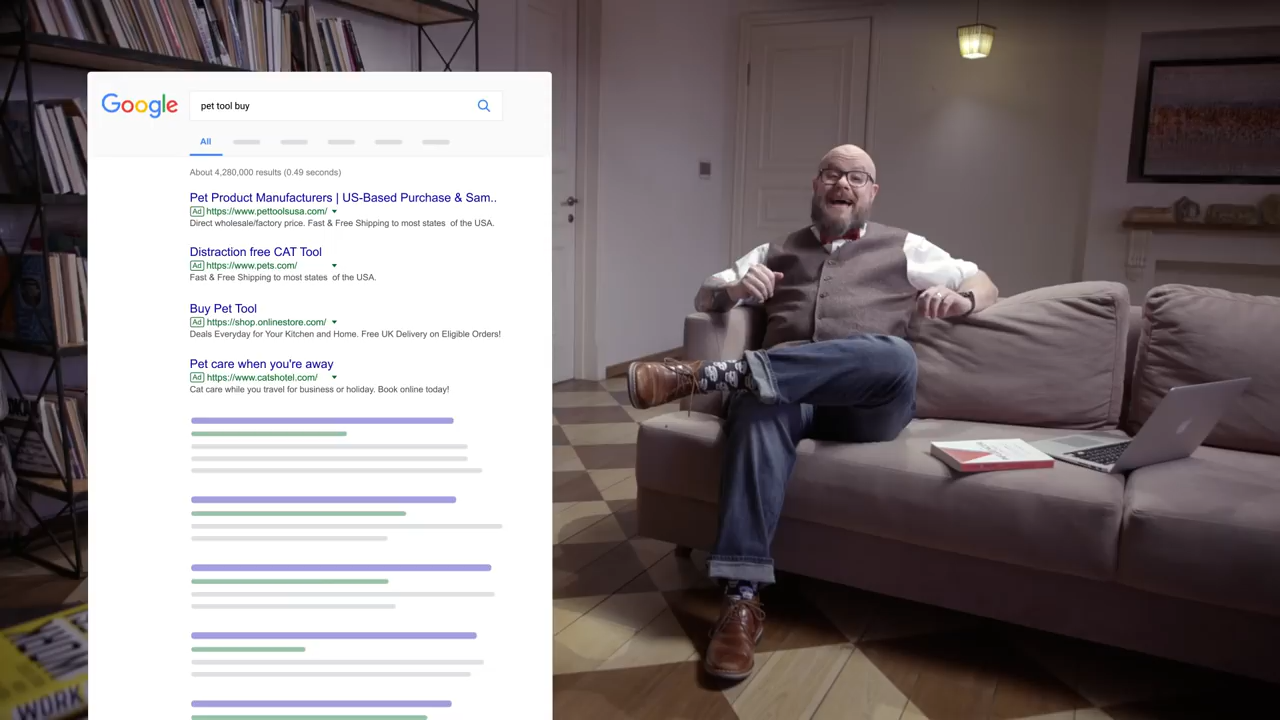 Google
pet tool buy
All
About 4,280,000 results (0.49 seconds)
Pet Product Manufacturers | US-Based Purchase & Sam..
Ad https://www.pettoolsusa.com/
Direct wholesale/factory price. Fast & Free Shipping to most states of the USA.
Distraction free CAT Tool
Ad https://www.pets.com/
Fast & Free Shipping to most states of the USA.
Buy Pet Tool
Ad https://shop.onlinestore.com/
Deals Everyday for Your Kitchen and Home. Free UK Delivery on Eligible Orders!
Pet care when you're away
Ad https://www.catshotel.com/
Cat care while you travel for business or holiday. Book online today!
WORK